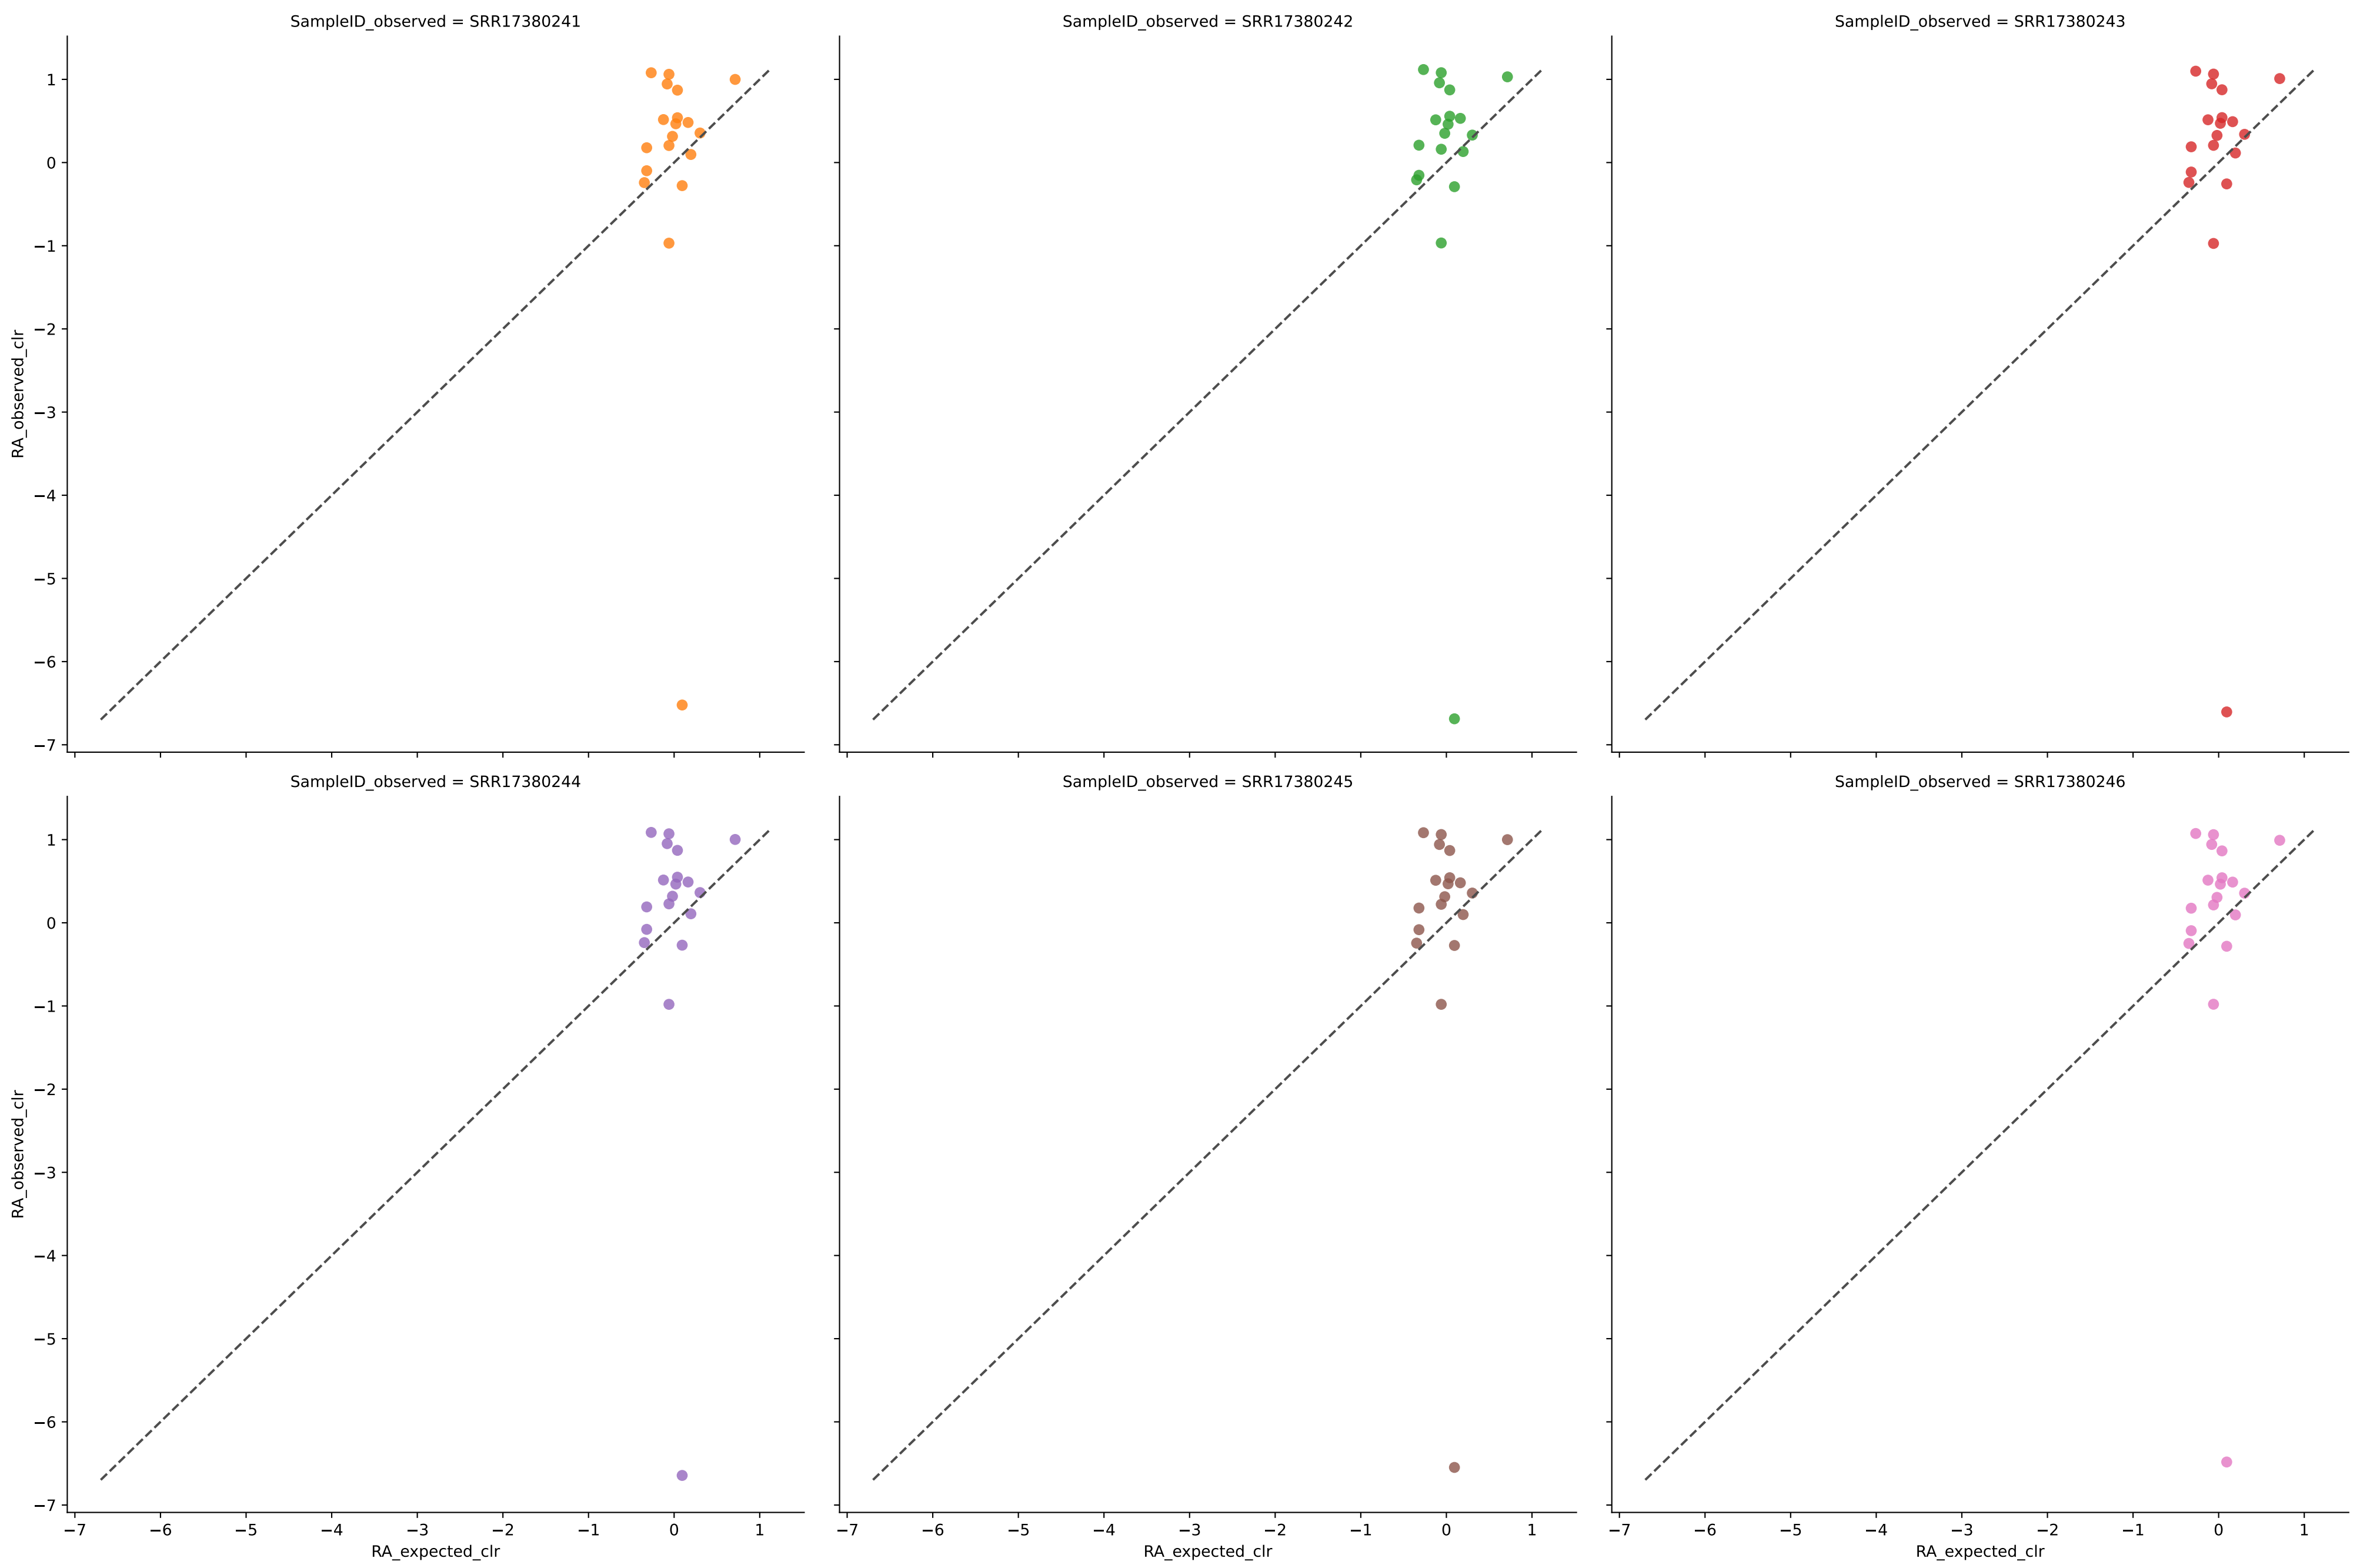 SampleID_observed = SRR17380241
SampleID_observed = SRR17380242
SampleID_observed = SRR17380243
RA_observed_clr
1
0
−1
−2
−3
−4
−5
−6
−7
SampleID_observed = SRR17380244
SampleID_observed = SRR17380245
SampleID_observed = SRR17380246
RA_observed_clr
1
0
−1
−2
−3
−4
−5
−6
−7
−7 −6 −5 −4 −3 −2 −1 0 1
−7 −6 −5 −4 −3 −2 −1 0 1
−7 −6 −5 −4 −3 −2 −1 0 1
RA_expected_clr
RA_expected_clr
RA_expected_clr